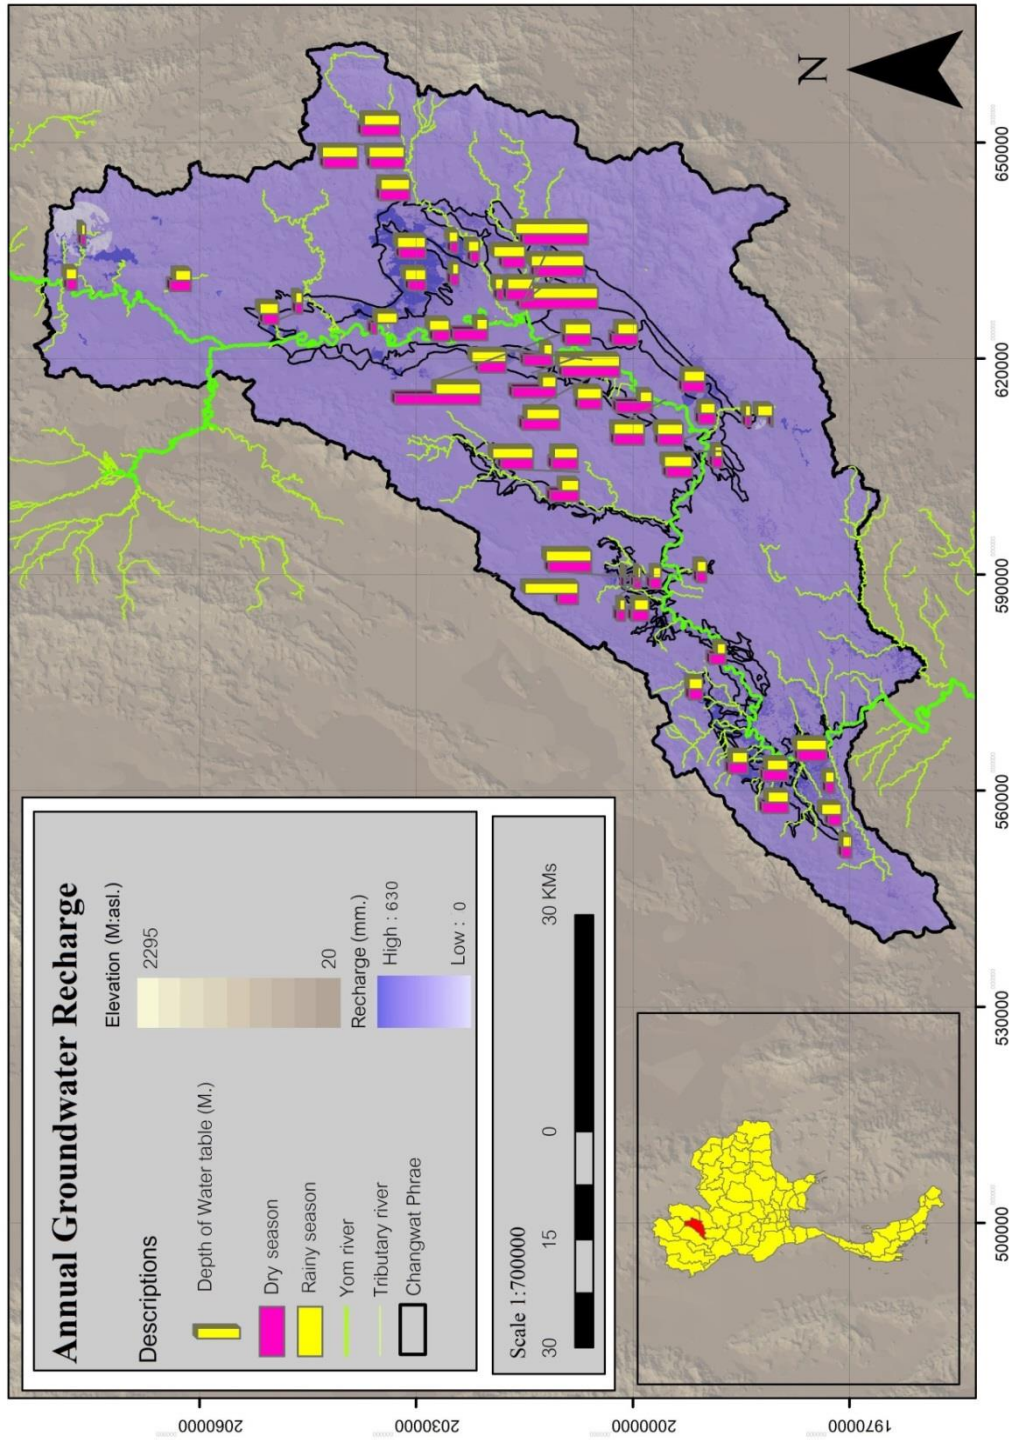 Annual Groundwater Recharge
Descriptions
Depth of Water table (M.)
Dry season
Rainy season
Yom river
Tributary river
Changwat Phrae
Elevation (M:asl.)
2295
20
Recharge (mm.)
High : 630
Low : 0
Scale 1:700000
30 15 0 30 KMs
N
2060000
2030000
2000000
1970000
500000
530000
560000
590000
620000
650000